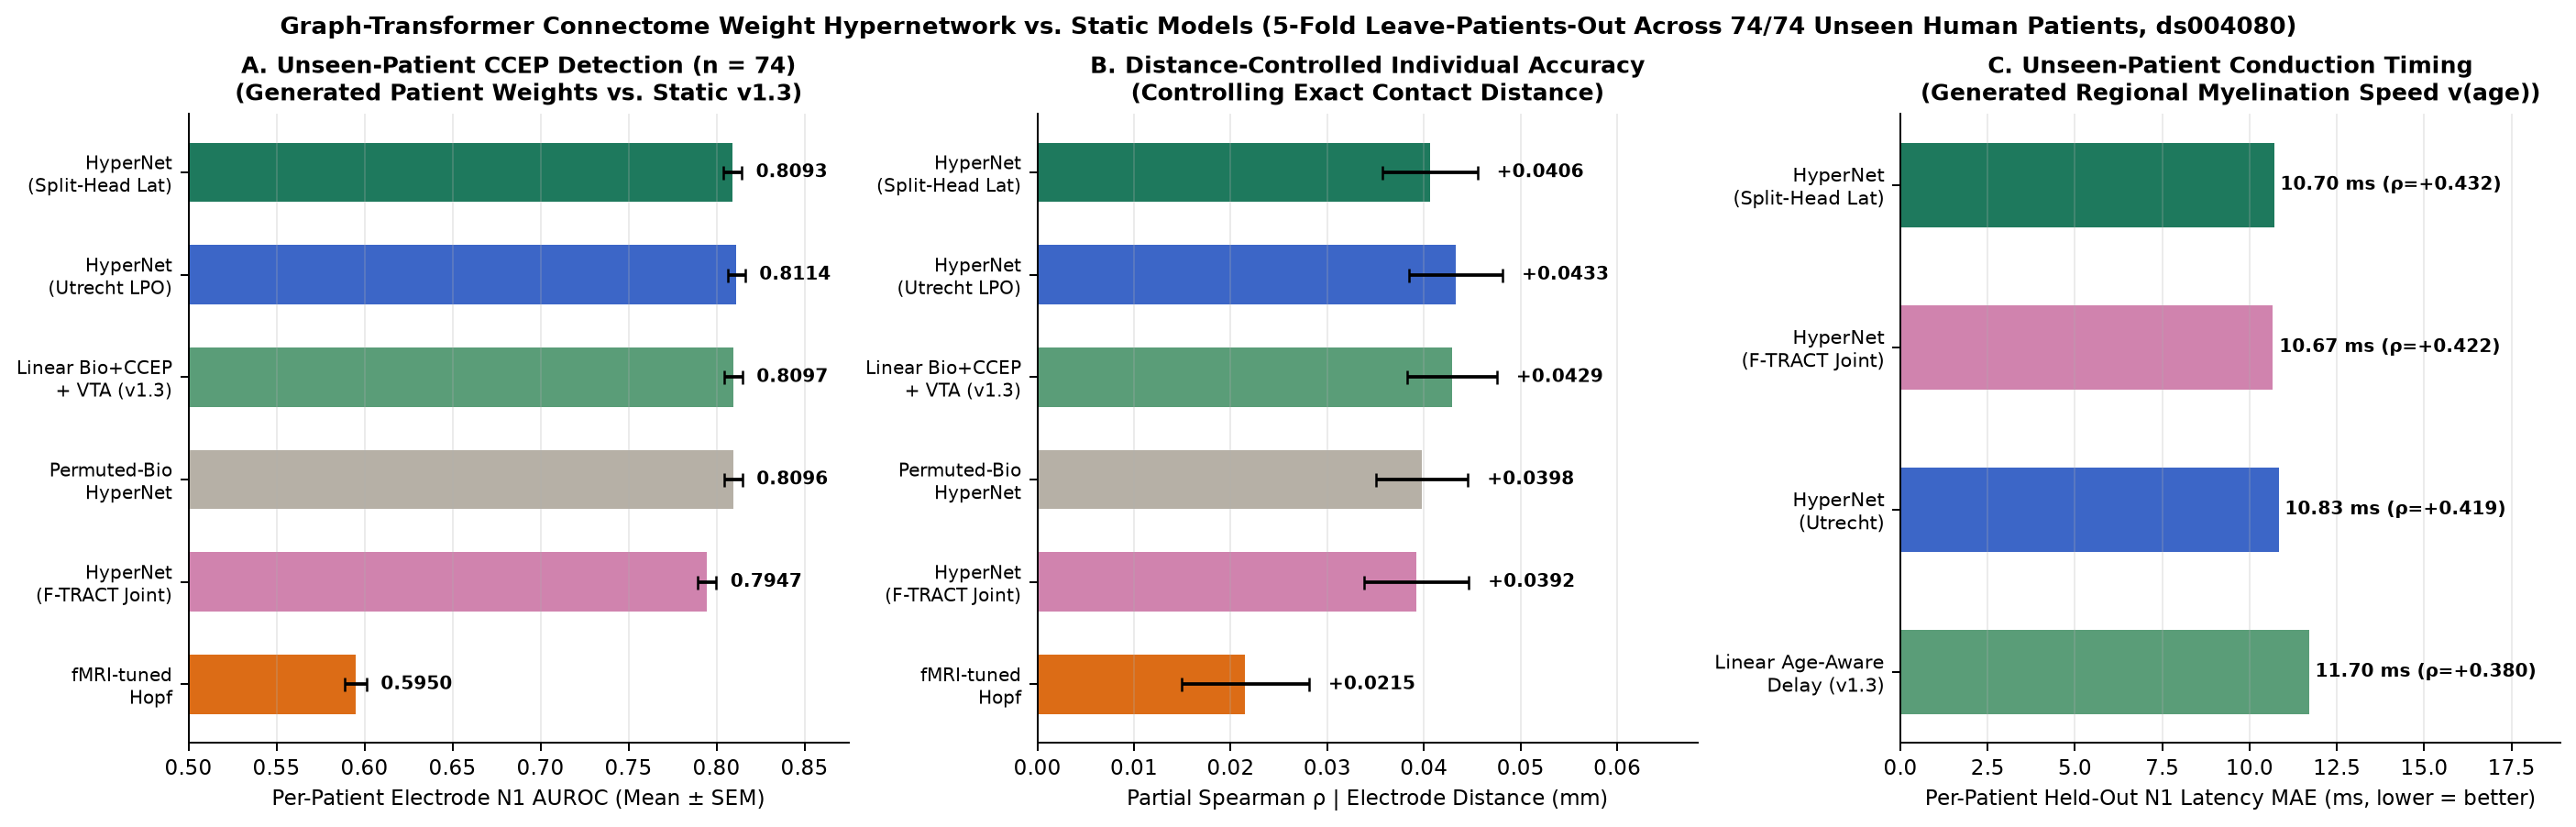 Graph-Transformer Connectome Weight Hypernetwork vs. Static Models (5-Fold Leave-Patients-Out Across 74/74 Unseen Human Patients, ds004080)
A. Unseen-Patient CCEP Detection (n = 74)
(Generated Patient Weights vs. Static v1.3)
HyperNet
(Split-Head Lat)
0.8093
HyperNet
(Utrecht LPO)
0.8114
Linear Bio+CCEP
+ VTA (v1.3)
0.8097
Permuted-Bio
HyperNet
0.8096
HyperNet
(F-TRACT Joint)
0.7947
fMRI-tuned
Hopf
0.5950
0.50 0.55 0.60 0.65 0.70 0.75 0.80 0.85
Per-Patient Electrode N1 AUROC (Mean ± SEM)
B. Distance-Controlled Individual Accuracy
(Controlling Exact Contact Distance)
HyperNet
(Split-Head Lat)
+0.0406
HyperNet
(Utrecht LPO)
+0.0433
Linear Bio+CCEP
+ VTA (v1.3)
+0.0429
Permuted-Bio
HyperNet
+0.0398
HyperNet
(F-TRACT Joint)
+0.0392
fMRI-tuned
Hopf
+0.0215
0.00 0.01 0.02 0.03 0.04 0.05 0.06
Partial Spearman ρ | Electrode Distance (mm)
C. Unseen-Patient Conduction Timing
(Generated Regional Myelination Speed v(age))
HyperNet
(Split-Head Lat)
10.70 ms (ρ=+0.432)
HyperNet
(F-TRACT Joint)
10.67 ms (ρ=+0.422)
HyperNet
(Utrecht)
10.83 ms (ρ=+0.419)
Linear Age-Aware
Delay (v1.3)
11.70 ms (ρ=+0.380)
0.0 2.5 5.0 7.5 10.0 12.5 15.0 17.5
Per-Patient Held-Out N1 Latency MAE (ms, lower = better)